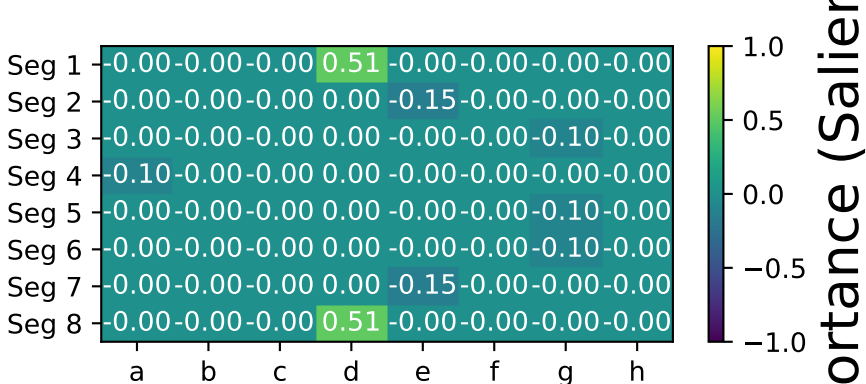 Seg 1 -0.00 -0.00 -0.00 0.51 -0.00 -0.00 -0.00 -0.00
Seg 2 -0.00 -0.00 -0.00 0.00 -0.15 -0.00 -0.00 -0.00
Seg 3 -0.00 -0.00 -0.00 0.00 -0.00 -0.00 -0.10 -0.00
Seg 4 -0.10 -0.00 -0.00 0.00 -0.00 -0.00 -0.00 -0.00
Seg 5 -0.00 -0.00 -0.00 0.00 -0.00 -0.00 -0.10 -0.00
Seg 6 -0.00 -0.00 -0.00 0.00 -0.00 -0.00 -0.10 -0.00
Seg 7 -0.00 -0.00 -0.00 0.00 -0.15 -0.00 -0.00 -0.00
Seg 8 -0.00 -0.00 -0.00 0.51 -0.00 -0.00 -0.00 -0.00
a b c d e f g h
1.0
0.5
0.0
−0.5
−1.0